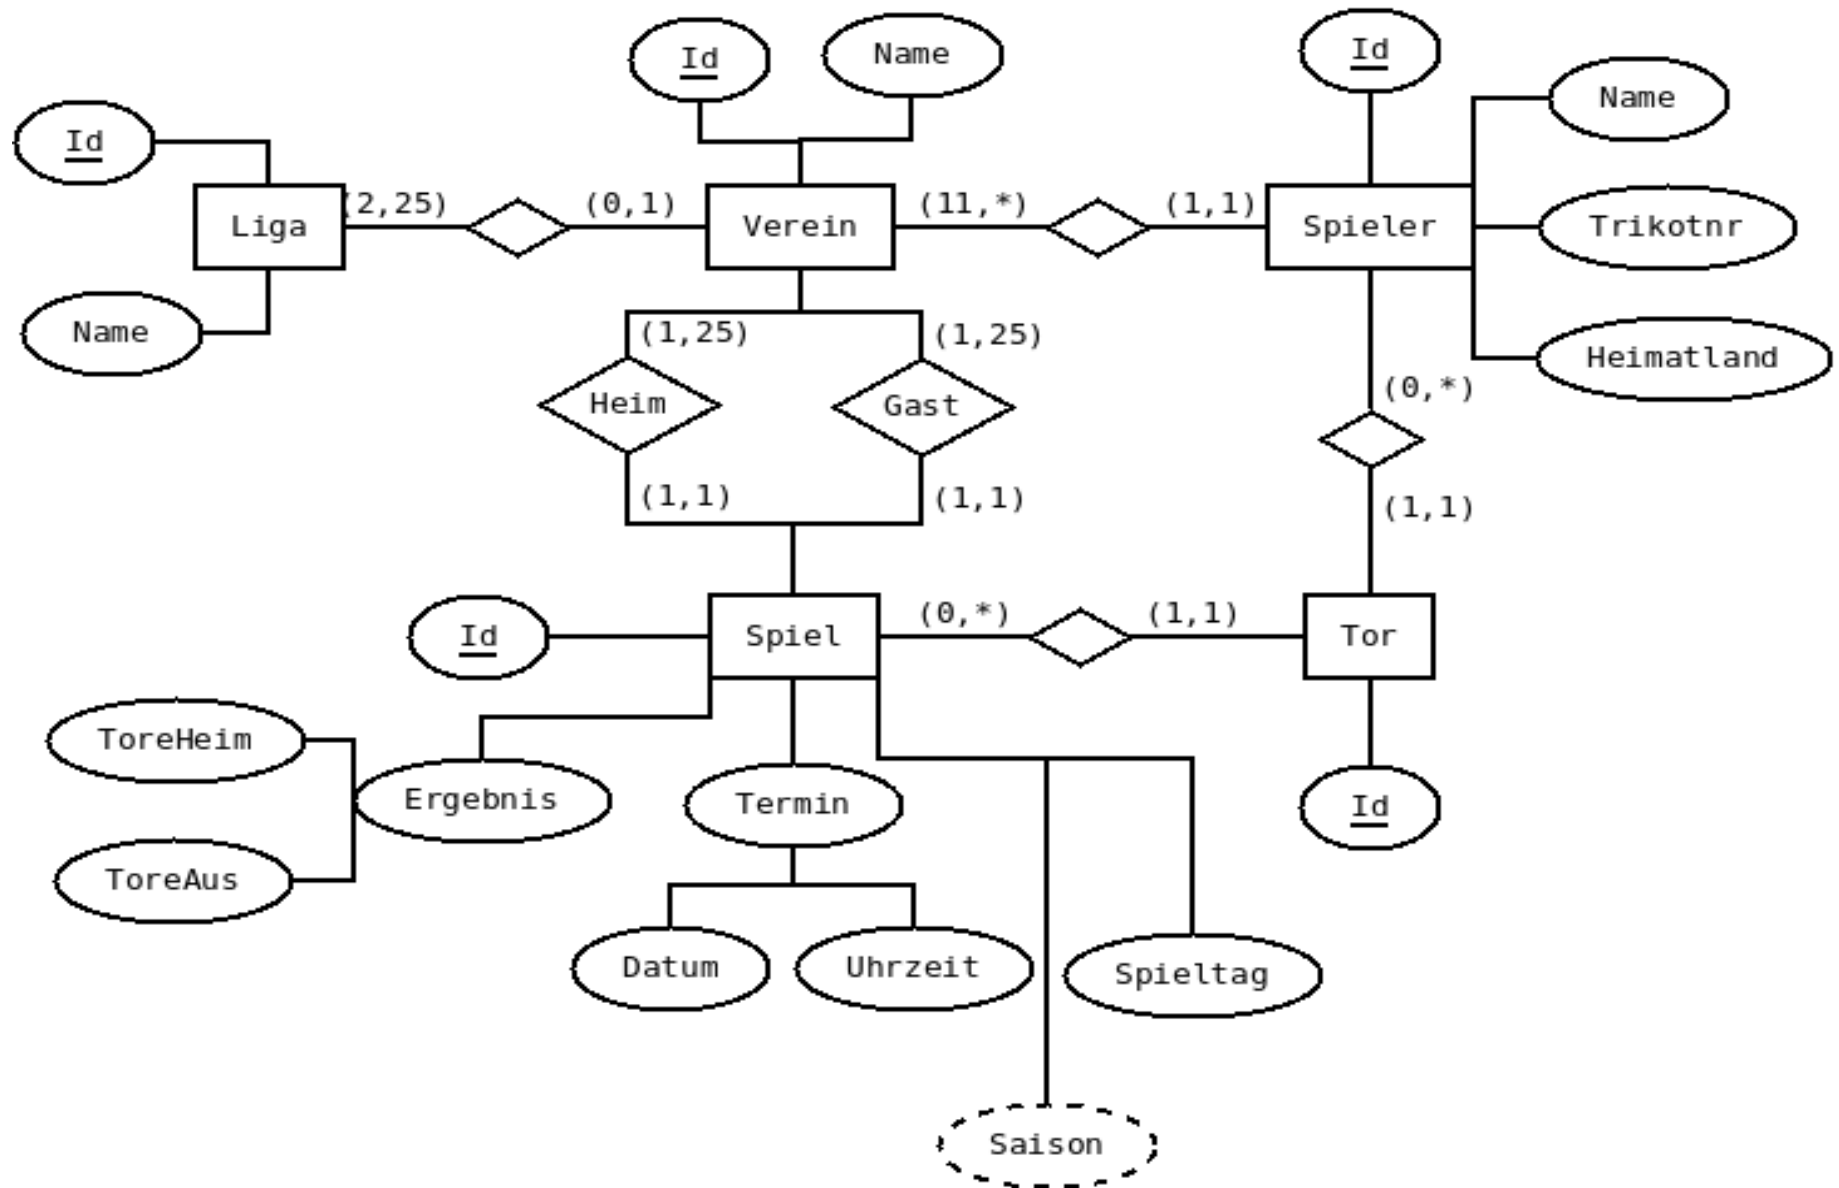 Id
Name
Id
Name
Id
Liga
(2,25)
(0,1)
Verein
(11,*)
(1,1)
Spieler
Trikotnr
Name
(1,25)
(1,25)
Heimatland
Heim
Gast
(0,*)
(1,1)
(1,1)
(1,1)
Id
Spiel
(0,*)
(1,1)
Tor
ToreHeim
Ergebnis
Termin
Id
ToreAus
Datum
Uhrzeit
Spieltag
Saison